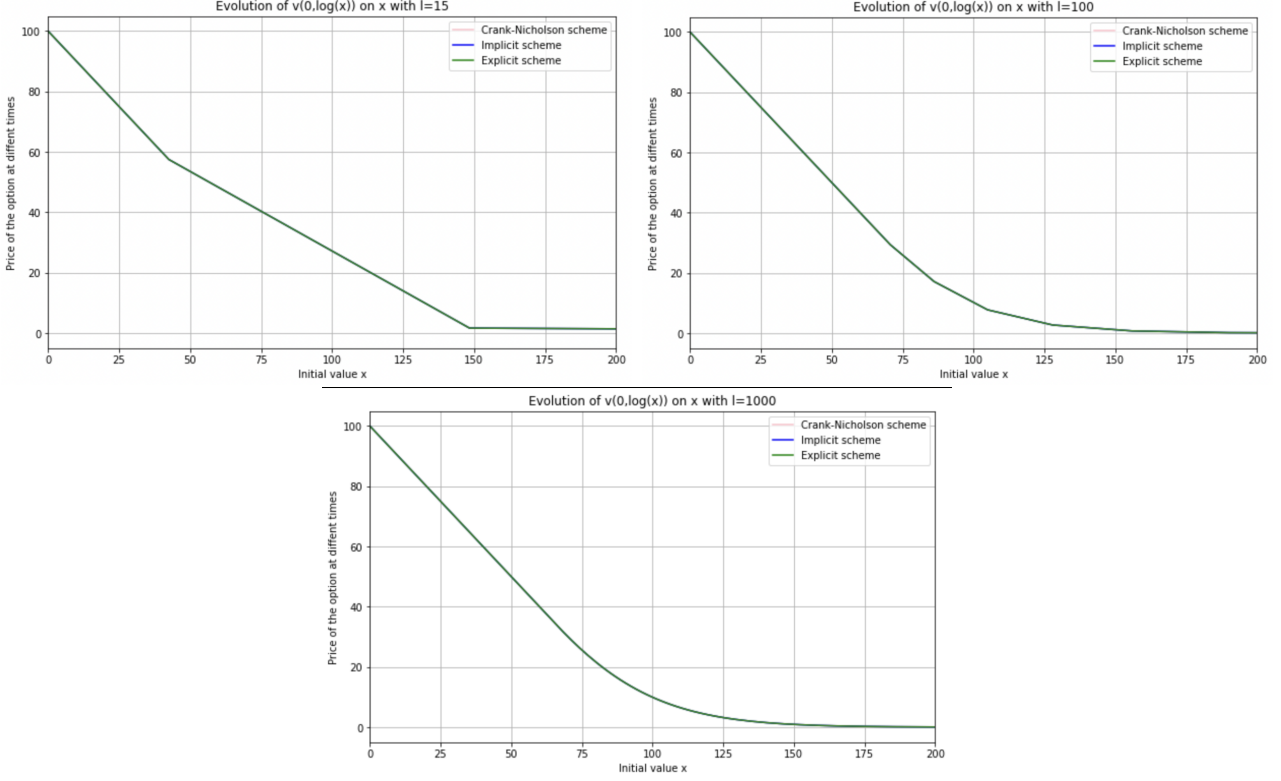 Evolution of v(0,log(x)) on x with l=15
Crank-Nicholson scheme
Implicit scheme
Explicit scheme
Price of the option at diffent times
100
80
60
40
20
0
0 25 50 75 100 125 150 175 200
Initial value x
Evolution of v(0,log(x)) on x with l=100
Crank-Nicholson scheme
Implicit scheme
Explicit scheme
Price of the option at diffent times
100
80
60
40
20
0
0 25 50 75 100 125 150 175 200
Initial value x
Evolution of v(0,log(x)) on x with l=1000
Crank-Nicholson scheme
Implicit scheme
Explicit scheme
Price of the option at diffent times
100
80
60
40
20
0
0 25 50 75 100 125 150 175 200
Initial value x